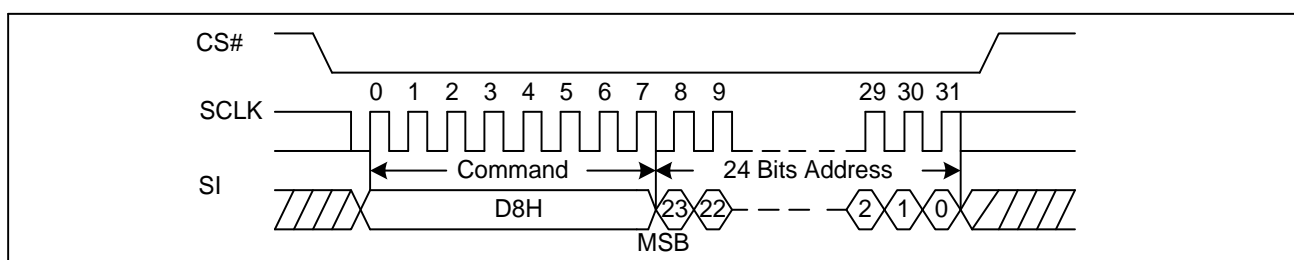 CS#
0 1 2 3 4 5 6 7 8 9 29 30 31
SCLK
Command 24 Bits Address
SI
D8H 23 22 2 1 0
MSB